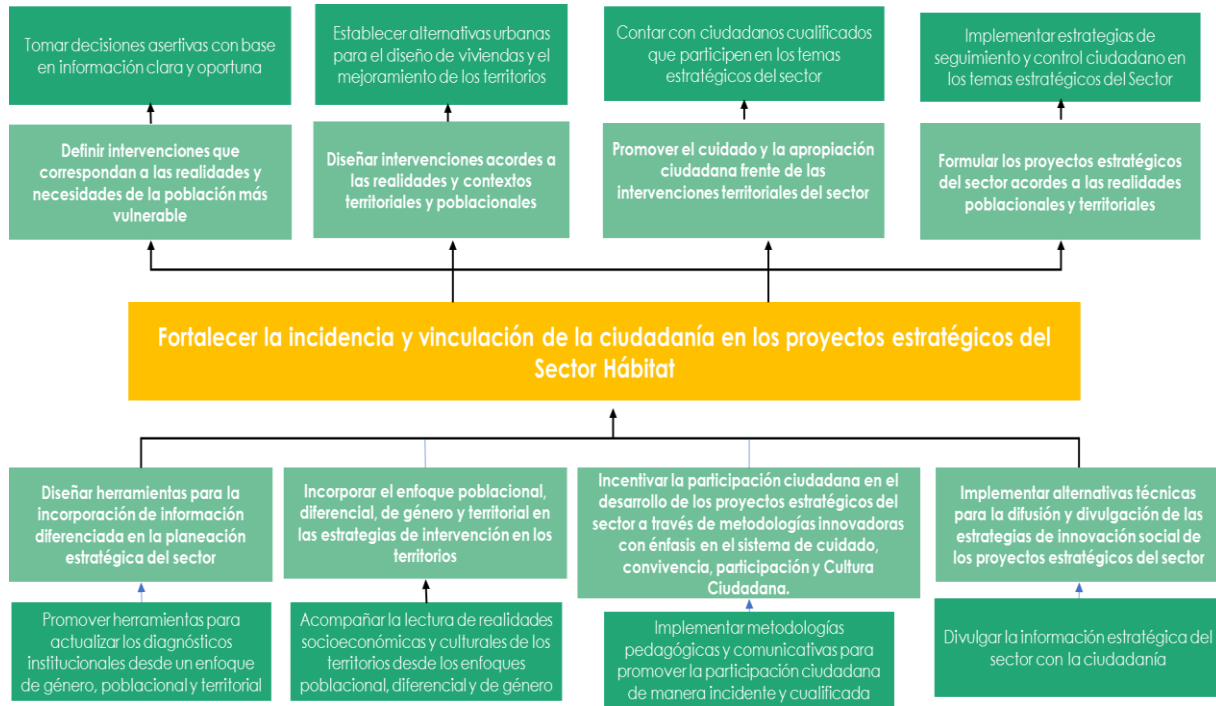 Tomar decisiones asertivas con base
en información clara y oportuna
Establecer alternativas urbanas
para el diseño de viviendas y el
mejoramiento de los territorios
Contar con ciudadanos cualificados
que participen en los temas
estratégicos del sector
Implementar estrategias de
seguimiento y control ciudadano en
los temas estratégicos del Sector
Definir intervenciones que
correspondan a las realidades y
necesidades de la población más
vulnerable
Diseñar intervenciones acordes a
las realidades y contextos
territoriales y poblacionales
Promover el cuidado y la apropiación
ciudadana frente de las
intervenciones territoriales del sector
Formular los proyectos estratégicos
del sector acordes a las realidades
poblacionales y territoriales
Fortalecer la incidencia y vinculación de la ciudadanía en los proyectos estratégicos del
Sector Hábitat
Diseñar herramientas para la
incorporación de información
diferenciada en la planeación
estratégica del sector
Incorporar el enfoque poblacional,
diferencial, de género y territorial en
las estrategias de intervención en los
territorios
Incentivar la participación ciudadana en el
desarrollo de los proyectos estratégicos del
sector a través de metodologías innovadoras
con énfasis en el sistema de cuidado,
convivencia, participación y Cultura
Ciudadana.
Implementar alternativas técnicas
para la difusión y divulgación de las
estrategias de innovación social de
los proyectos estratégicos del sector
Promover herramientas para
actualizar los diagnósticos
institucionales desde un enfoque
de género, poblacional y territorial
Acompañar la lectura de realidades
socioeconómicas y culturales de los
territorios desde los enfoques
poblacional, diferencial y de género
Implementar metodologías
pedagógicas y comunicativas para
promover la participación ciudadana
de manera incidente y cualificada
Divulgar la información estratégica del
sector con la ciudadanía